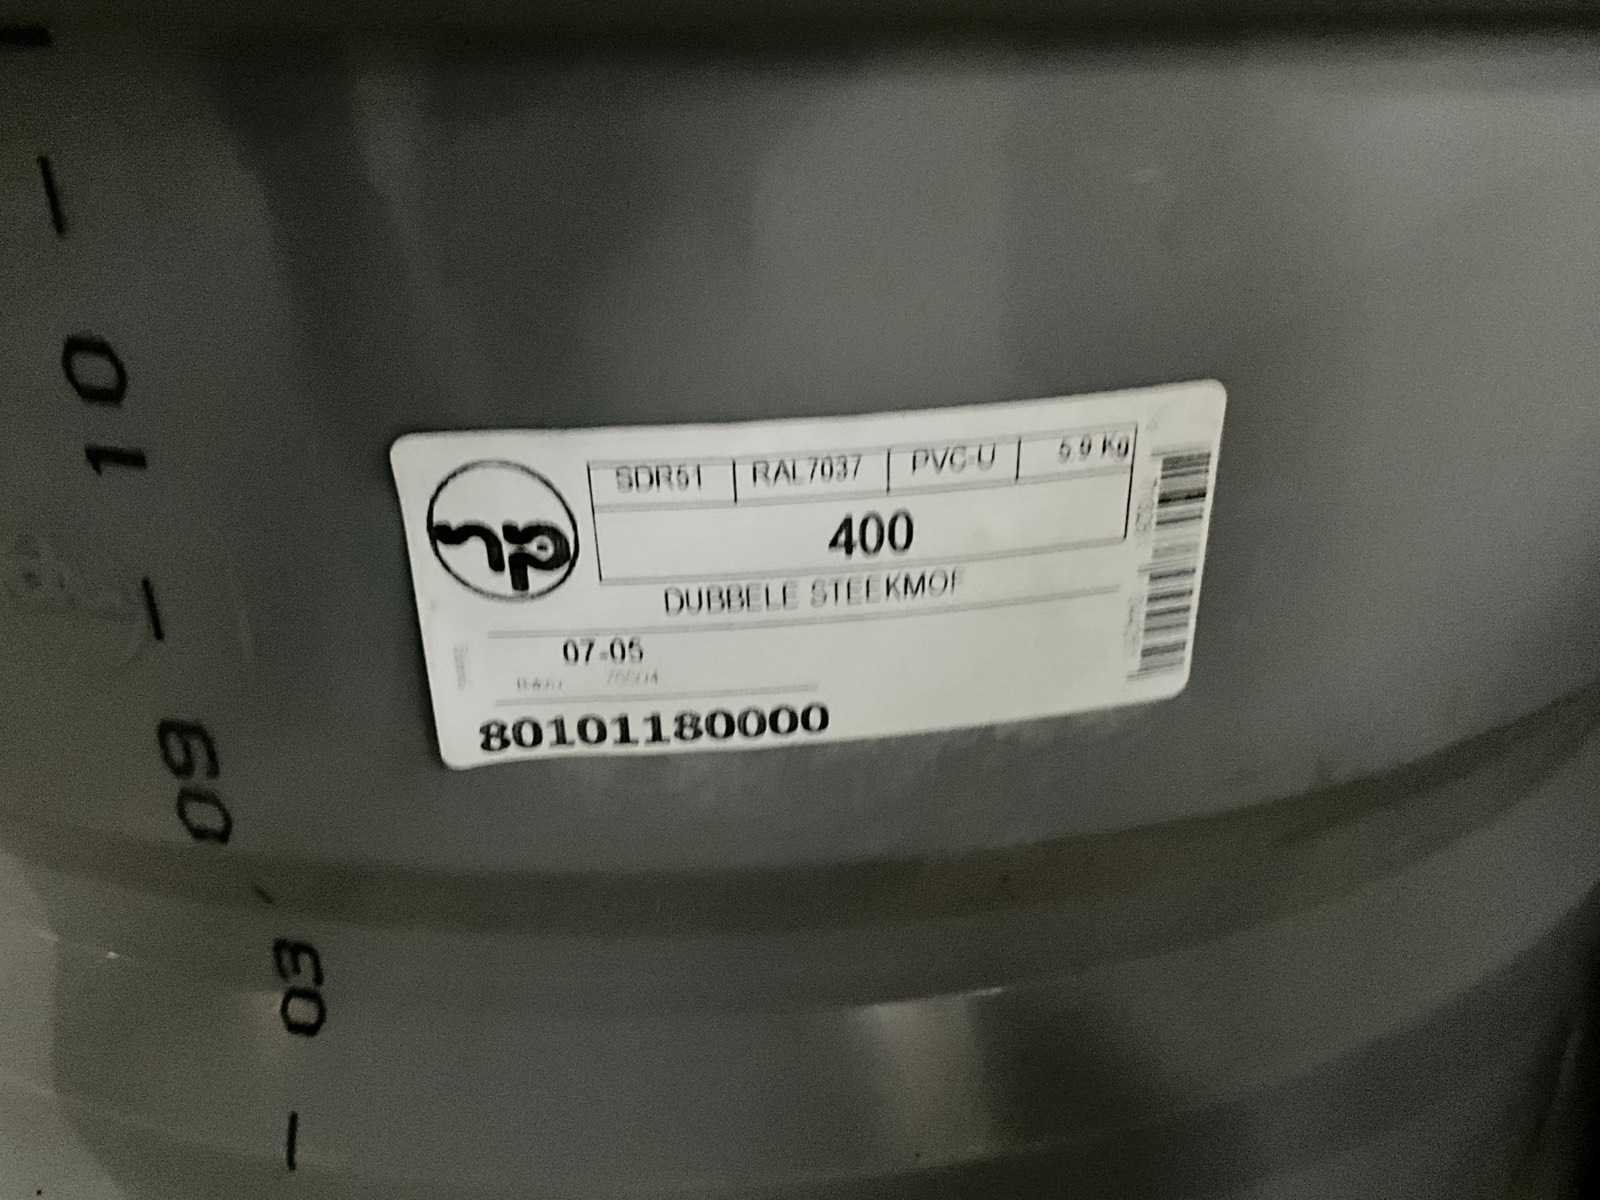 SDR51 RAL7037 PVC-U 5.9 Kg
400
DUBBELE STEEKMOF
07-05
80101180000
10 - 09 - 03 -